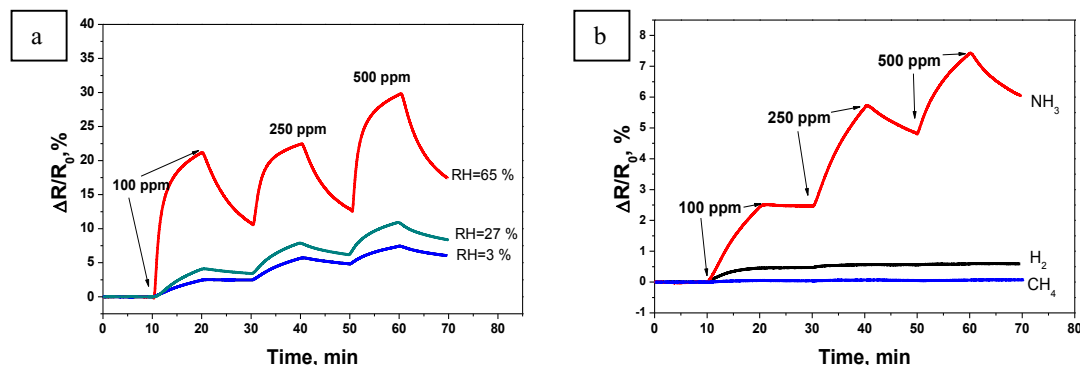 a
40
35
30
25
20
15
10
5
0
ΔR/R₀, %
500 ppm
250 ppm
100 ppm
RH=65 %
RH=27 %
RH=3 %
0 10 20 30 40 50 60 70 80
Time, min
b
8
7
6
5
4
3
2
1
0
-1
ΔR/R₀, %
500 ppm
250 ppm
100 ppm
NH₃
H₂
CH₄
0 10 20 30 40 50 60 70 80
Time, min